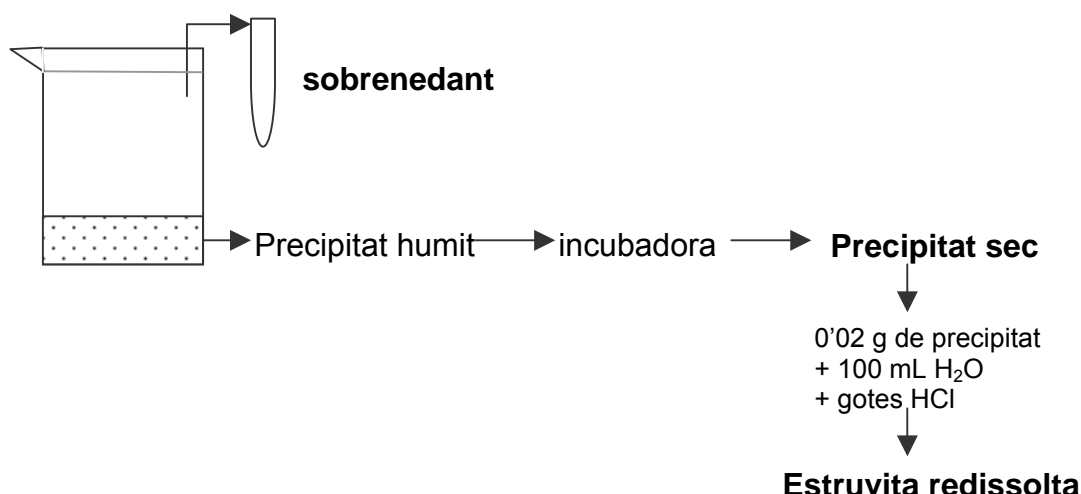 sobrenedant
Precipitat humit
incubadora
Precipitat sec
0’02 g de precipitat
+ 100 mL H₂O
+ gotes HCl
Estruvita redissolta